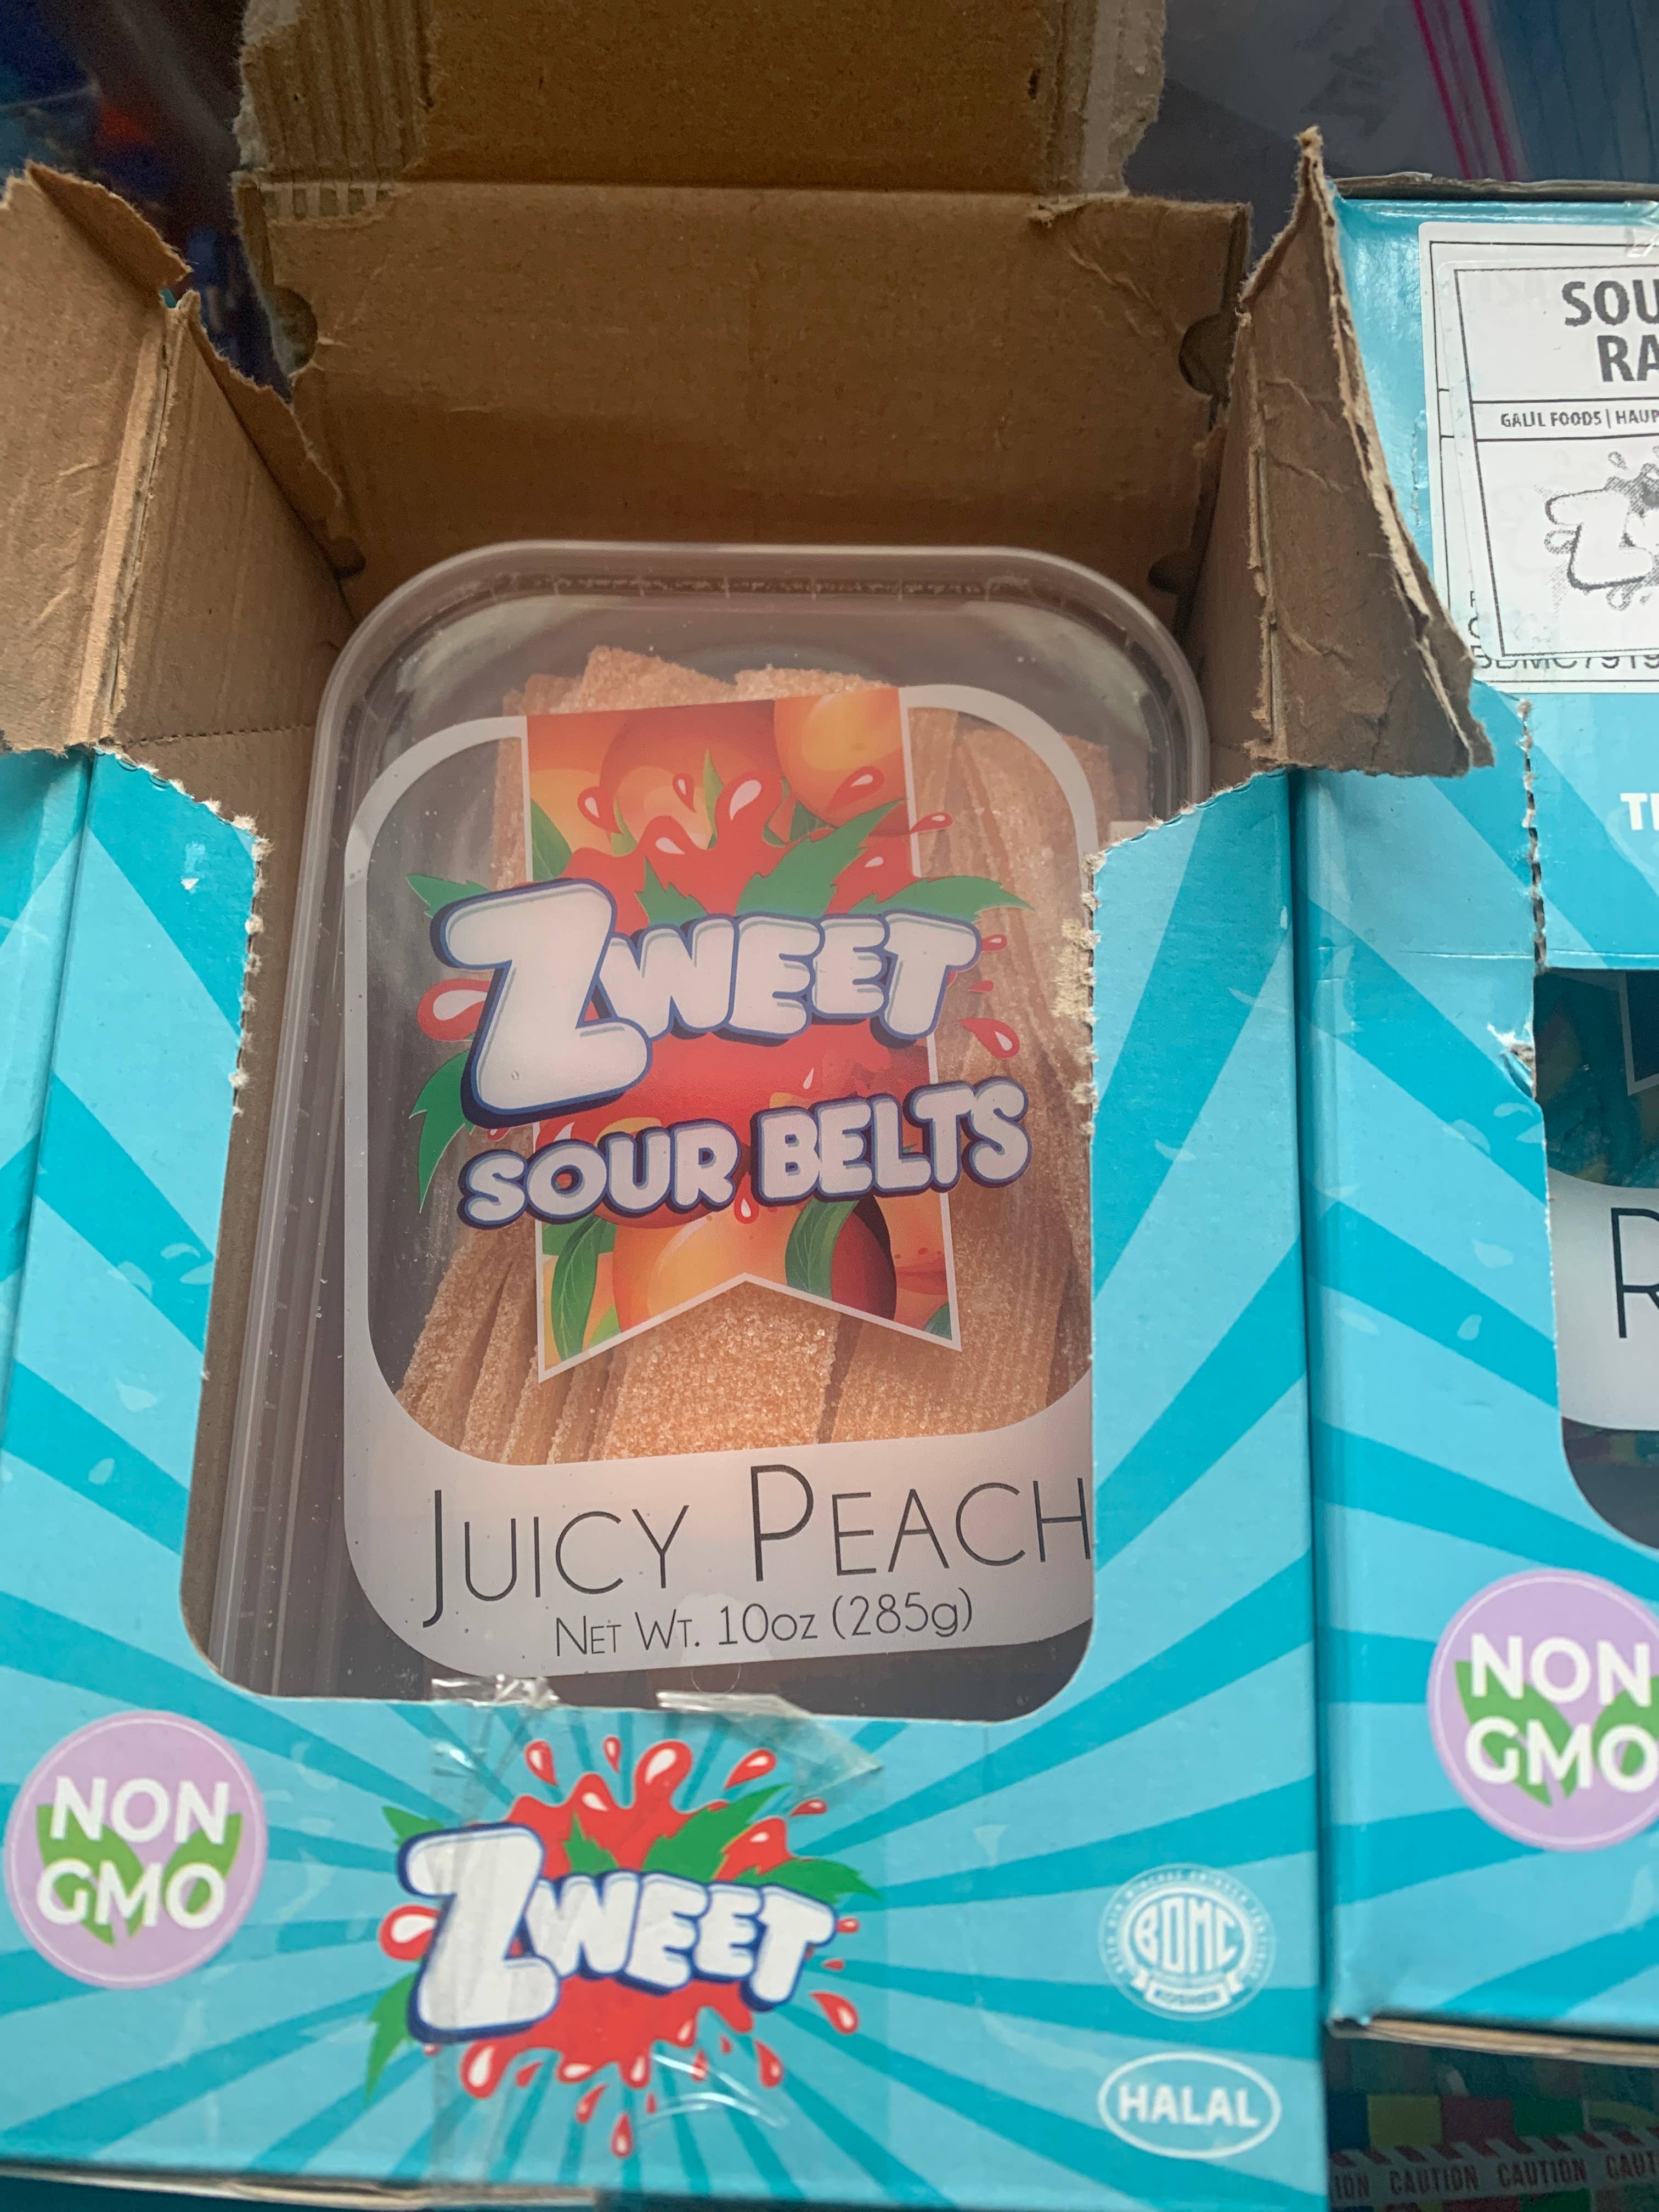 ZWEET
SOUR BELTS
JUICY PEACH
NET WT. 10oz (285g)
NON
GMO
ZWEET
BDMC
KOSHER
HALAL
SOU
RA
GALIL FOODS | HAUP
NON
GMO
CAUTION CAUTION